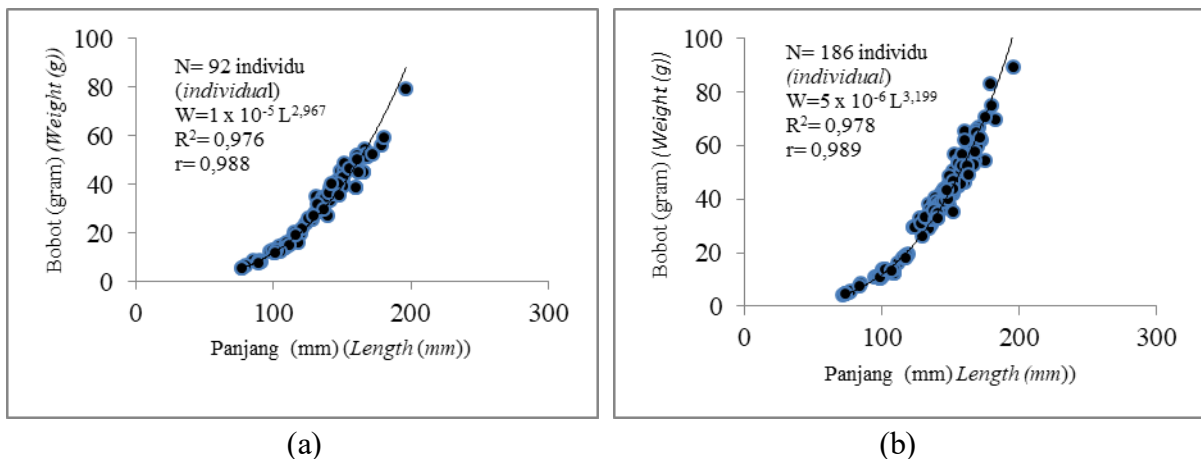 100
80
60
40
20
0
0
100
200
300
Bobot (gram) (Weight (g))
N= 92 individu
(individual)
W=1 x 10⁻⁵ L²,⁹⁶⁷
R²= 0,976
r= 0,988
Panjang (mm) (Length (mm))
(a)
100
80
60
40
20
0
0
100
200
300
Bobot (gram) (Weight (g))
N= 186 individu
(individual)
W=5 x 10⁻⁶ L³,¹⁹⁹
R²= 0,978
r= 0,989
Panjang (mm) Length (mm))
(b)